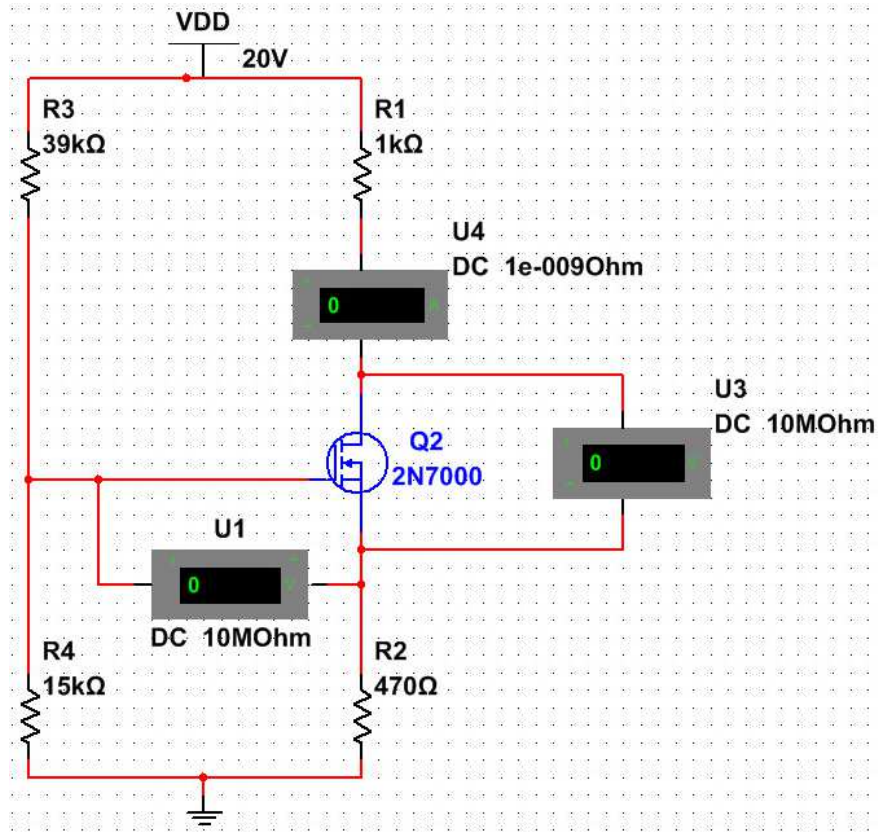 VDD
20V
R3
39kΩ
R1
1kΩ
U4
DC 1e-009Ohm
0
U3
DC 10MOhm
0
Q2
2N7000
U1
0
DC 10MOhm
R4
15kΩ
R2
470Ω